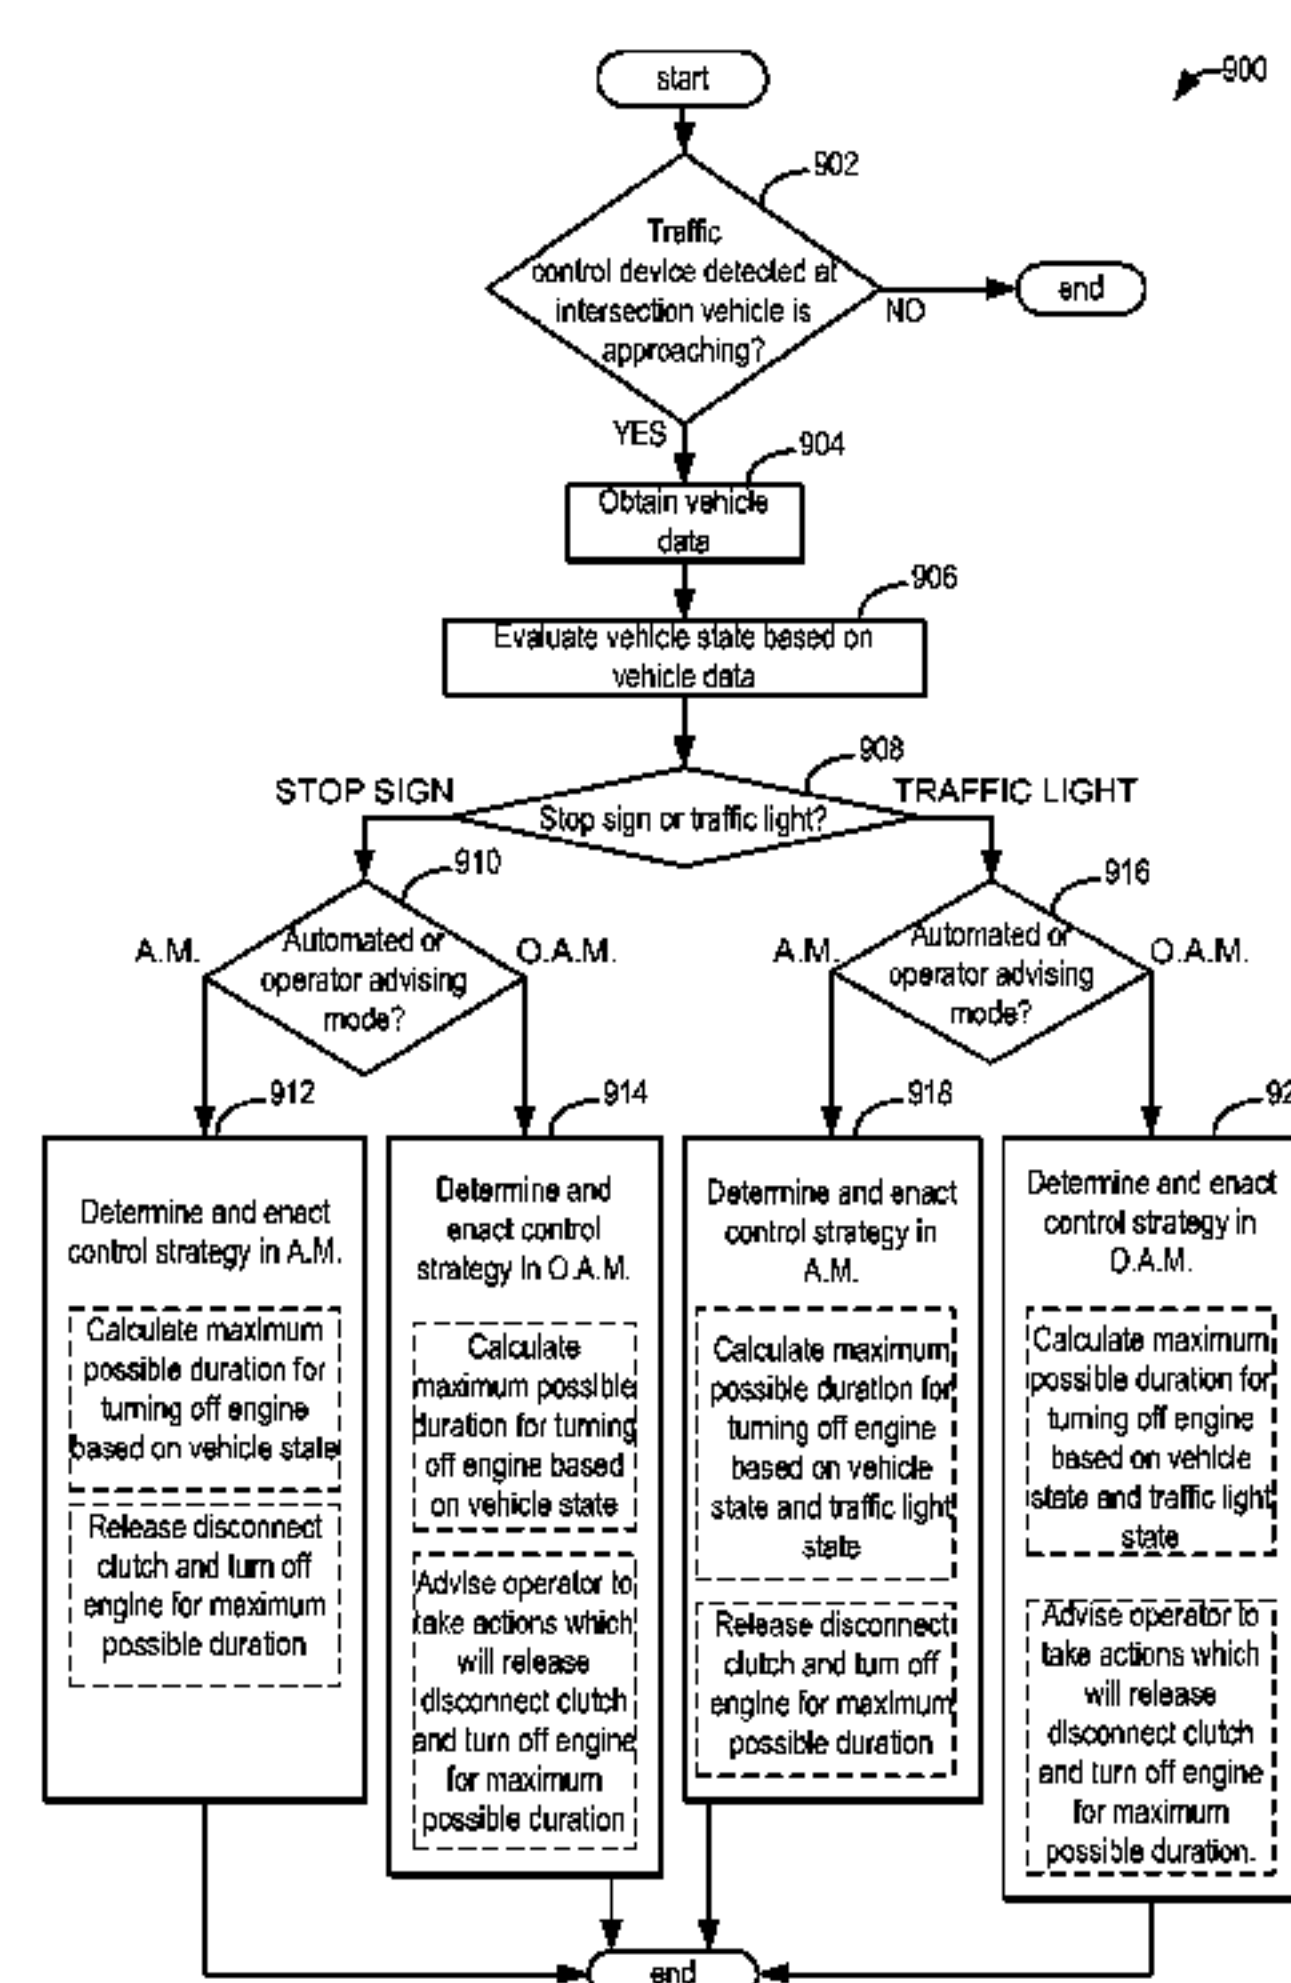 start
900
902
Traffic
control device detected at
intersection vehicle is
approaching?
NO
end
YES
904
Obtain vehicle
data
906
Evaluate vehicle state based on
vehicle data
908
STOP SIGN
Stop sign or traffic light?
TRAFFIC LIGHT
910
A.M.
Automated or
operator advising
mode?
O.A.M.
916
A.M.
Automated or
operator advising
mode?
O.A.M.
912
Determine and enact
control strategy in A.M.
Calculate maximum
possible duration for
turning off engine
based on vehicle state
Release disconnect
clutch and turn off
engine for maximum
possible duration
914
Determine and
enact control
strategy in O.A.M.
Calculate
maximum possible
duration for turning
off engine based
on vehicle state
Advise operator to
take actions which
will release
disconnect clutch
and turn off engine
for maximum
possible duration
918
Determine and enact
control strategy in
A.M.
Calculate maximum
possible duration for
turning off engine
based on vehicle
state and traffic light
state
Release disconnect
clutch and turn off
engine for maximum
possible duration
Determine and enact
control strategy in
O.A.M.
Calculate maximum
possible duration for
turning off engine
based on vehicle
state and traffic light
state
Advise operator to
take actions which
will release
disconnect clutch
and turn off engine
for maximum
possible duration.
end